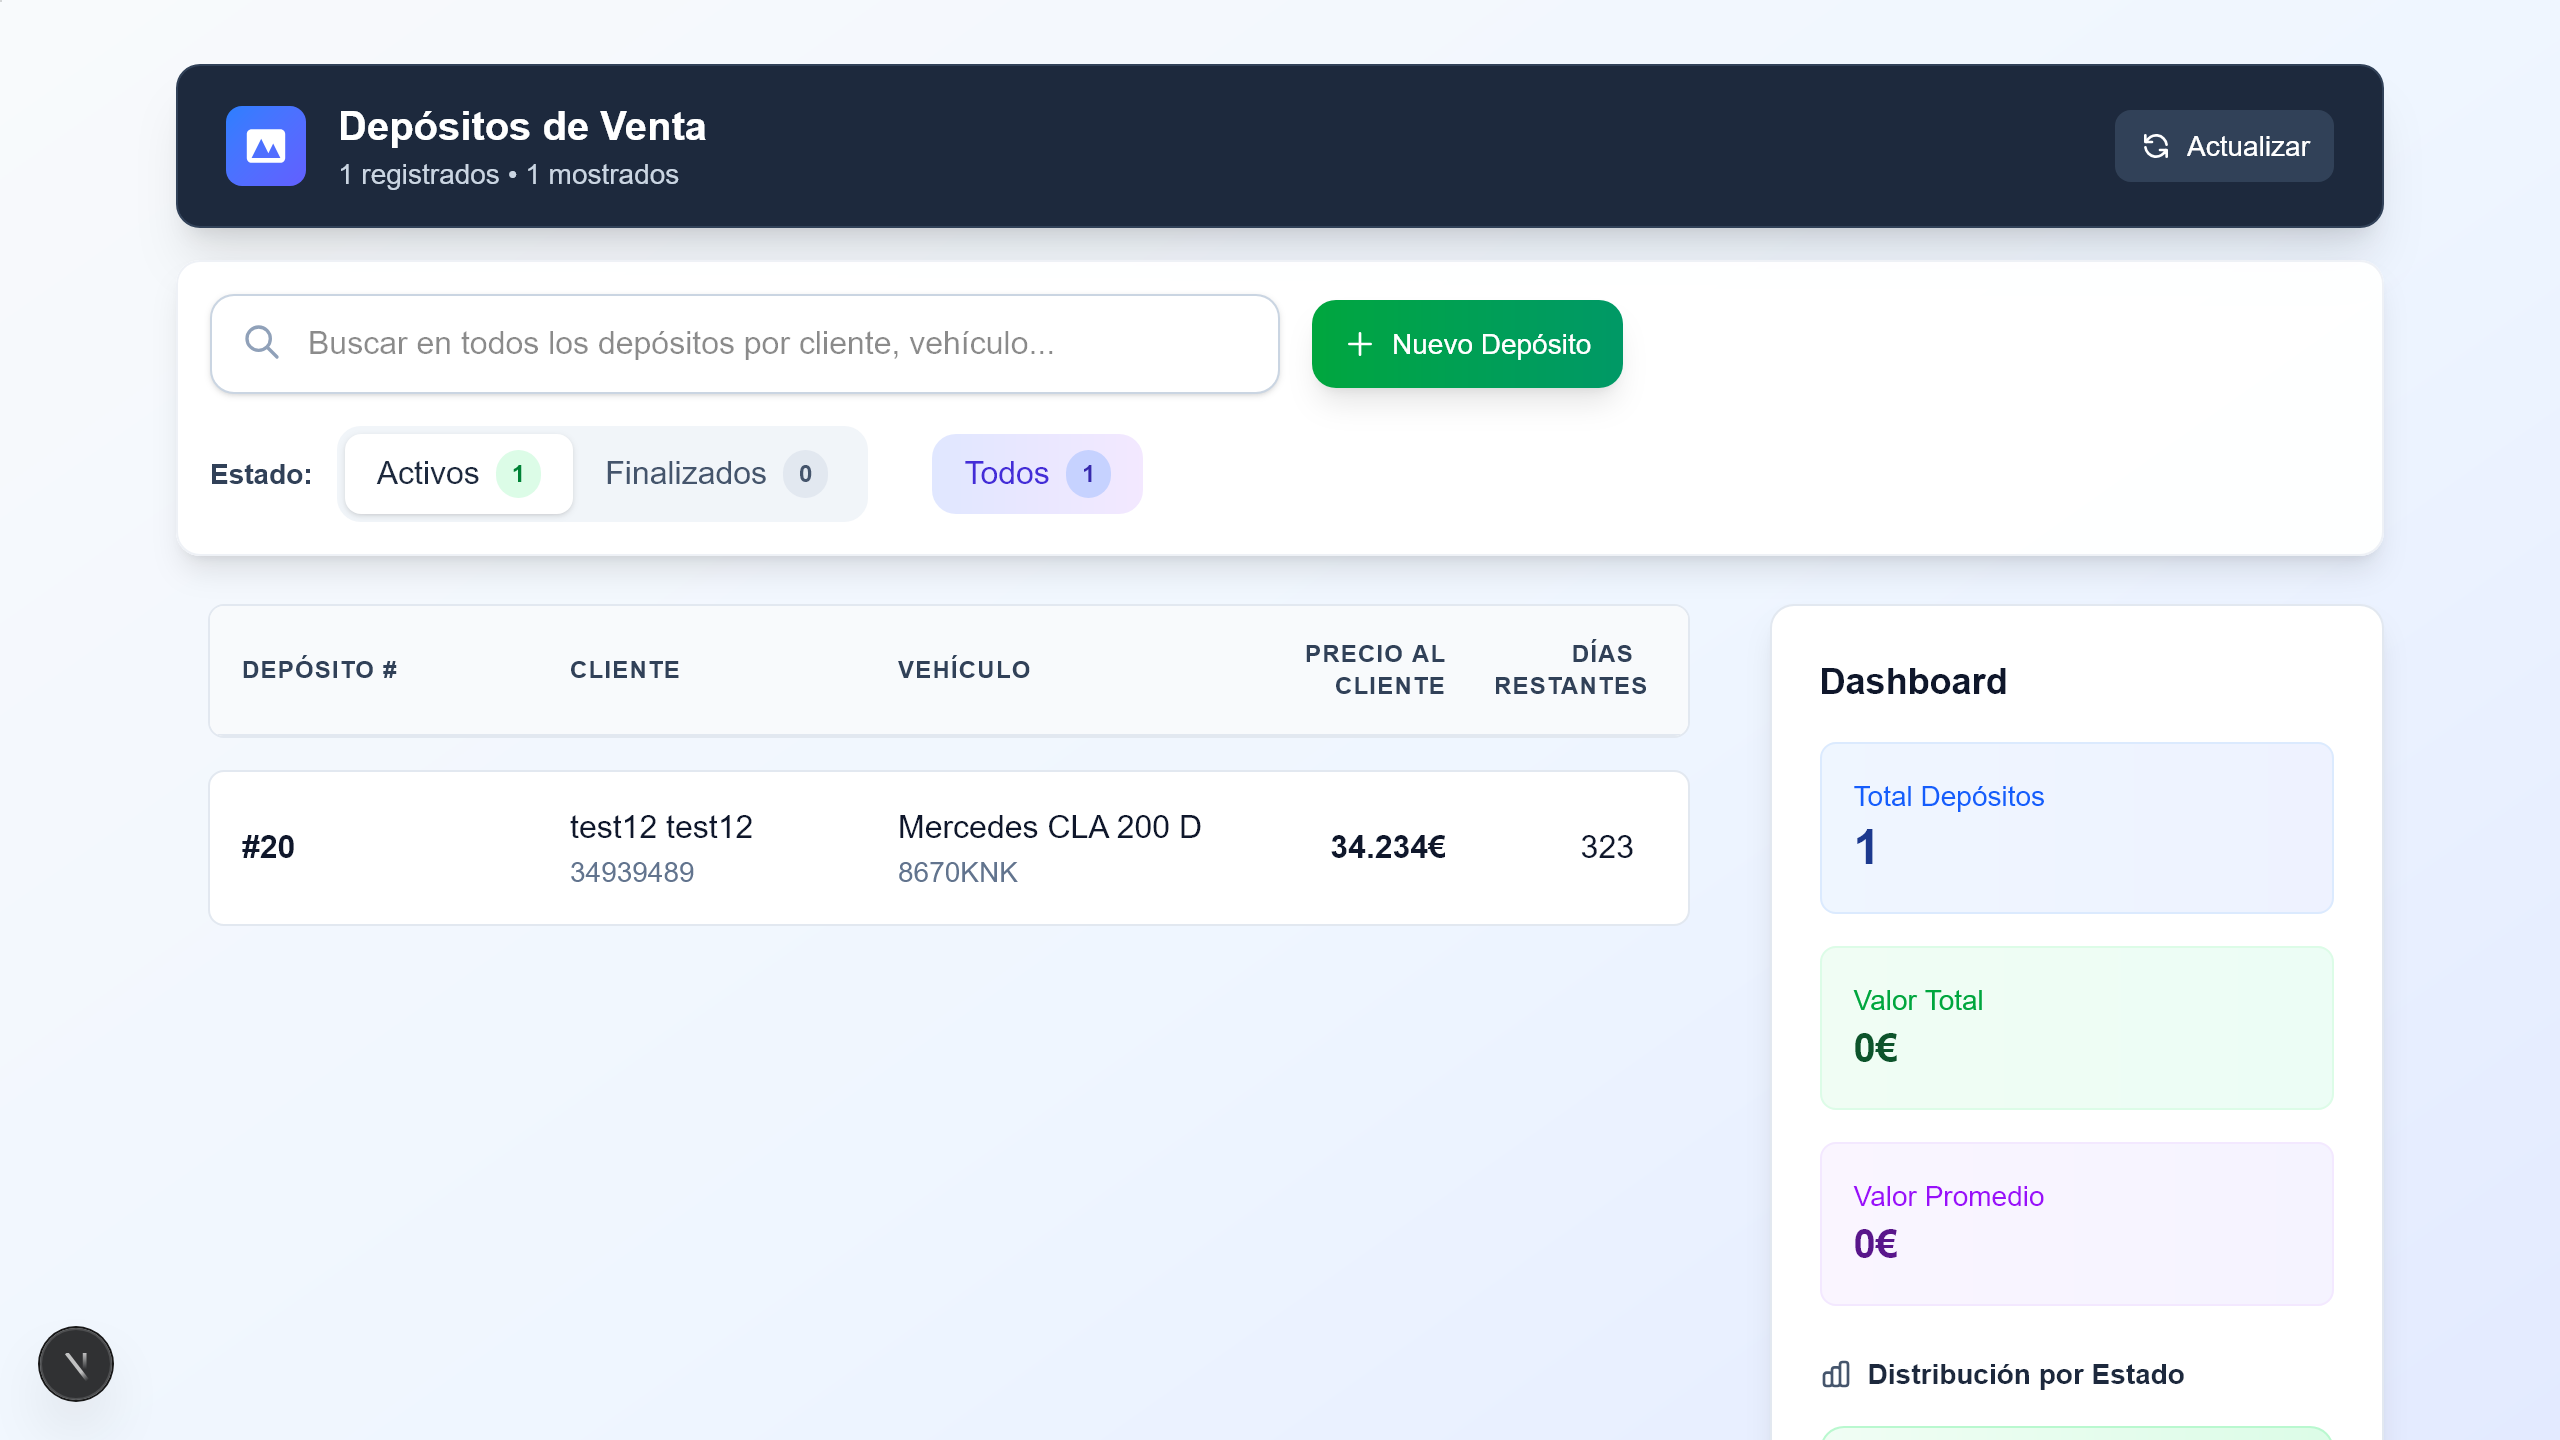 Depósitos de Venta
1 registrados • 1 mostrados
Actualizar
Buscar en todos los depósitos por cliente, vehículo...
Nuevo Depósito
Estado:
Activos 1
Finalizados 0
Todos 1
DEPÓSITO #
CLIENTE
VEHÍCULO
PRECIO AL
CLIENTE
DÍAS
RESTANTES
#20
test12 test12
34939489
Mercedes CLA 200 D
8670KNK
34.234€
323
Dashboard
Total Depósitos
1
Valor Total
0€
Valor Promedio
0€
Distribución por Estado